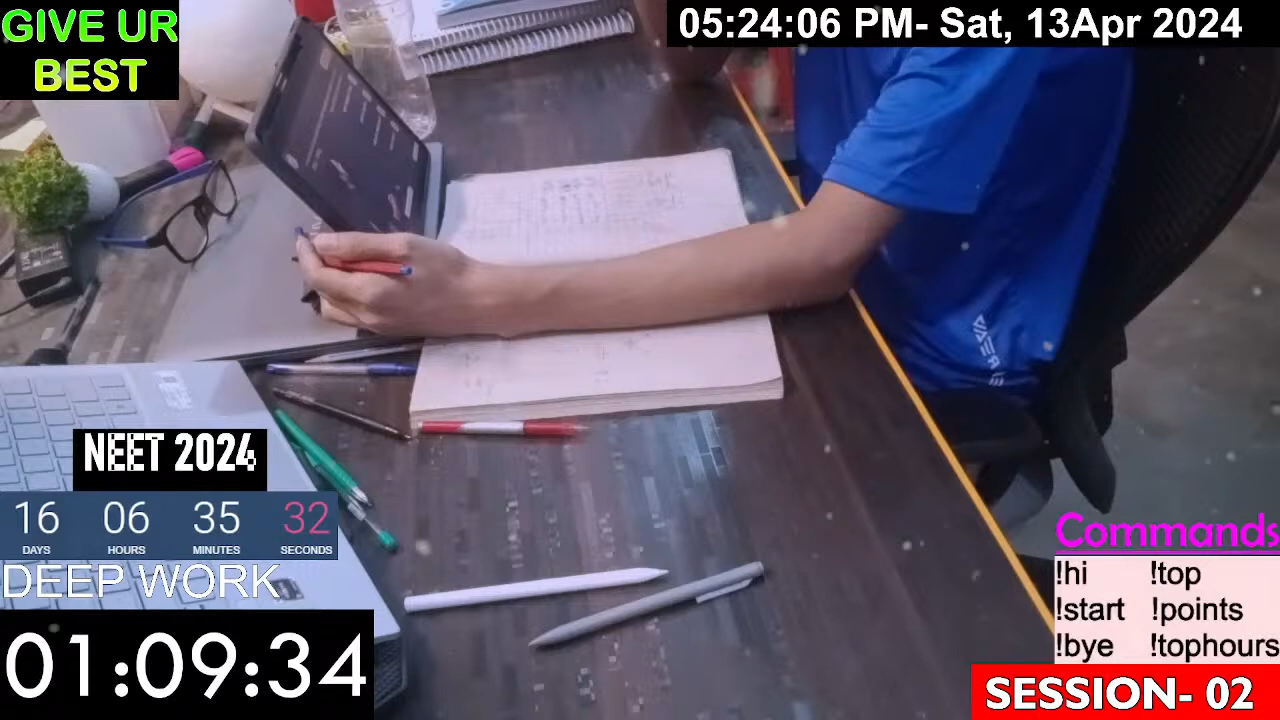 GIVE UR
BEST
05:24:06 PM- Sat, 13Apr 2024
NEET 2024
16 06 35 32
DAYS HOURS MINUTES SECONDS
DEEP WORK
01:09:34
Commands
!hi !top
!start !points
!bye !tophours
SESSION- 02